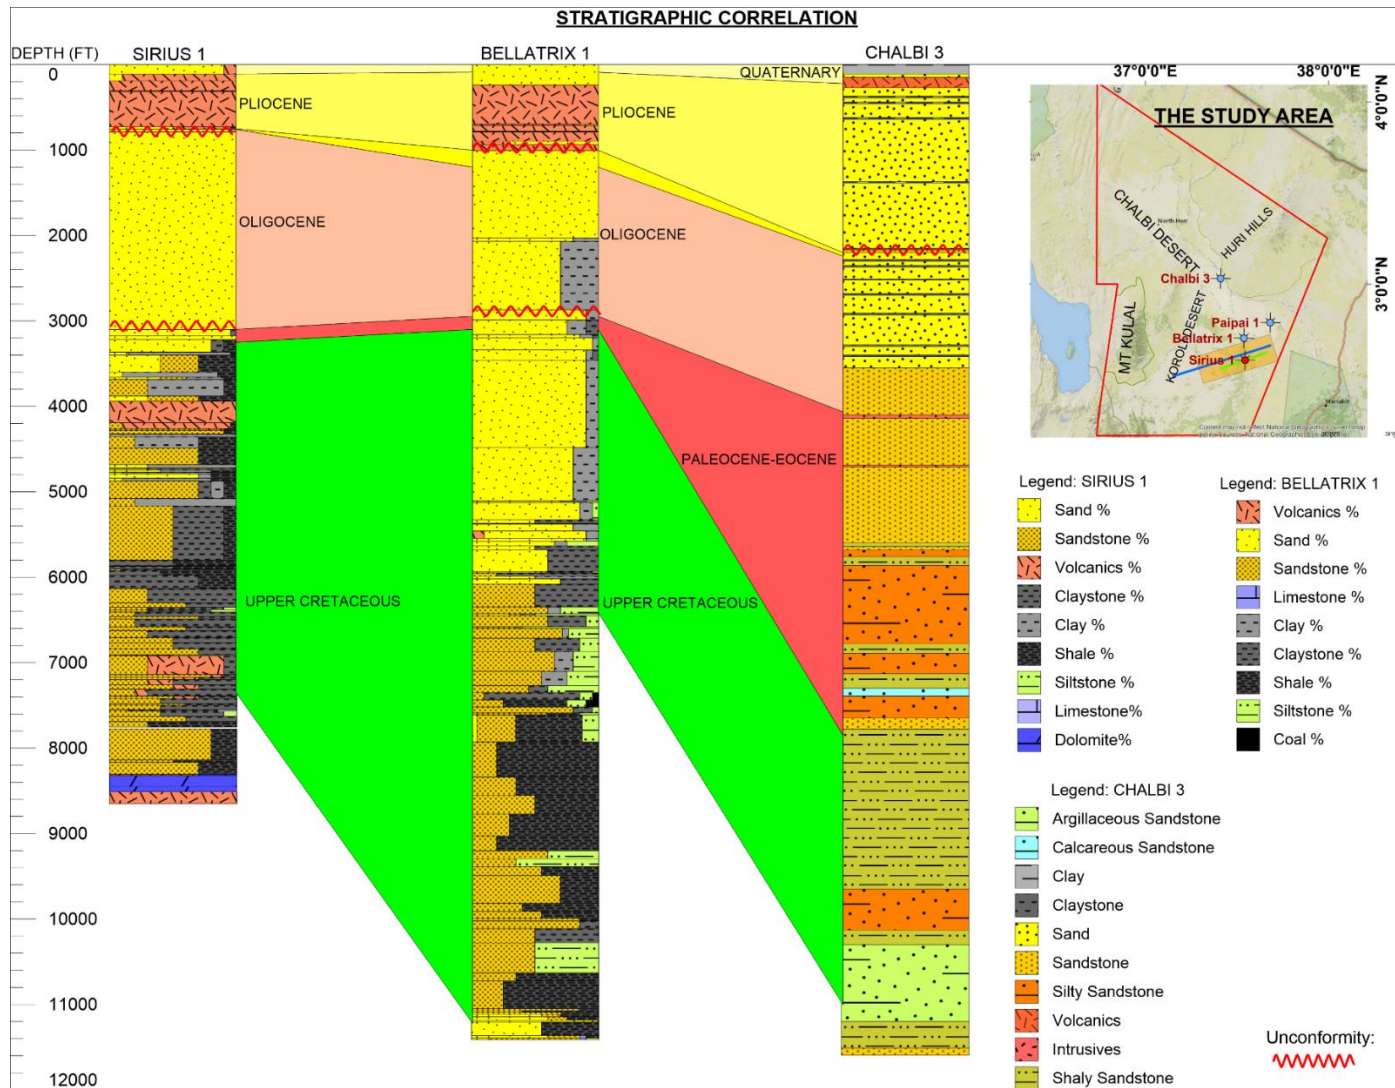 STRATIGRAPHIC CORRELATION
DEPTH (FT)
SIRIUS 1
BELLATRIX 1
CHALBI 3
0
1000
2000
3000
4000
5000
6000
7000
8000
9000
10000
11000
12000
PLIOCENE
OLIGOCENE
UPPER CRETACEOUS
QUATERNARY
PLIOCENE
OLIGOCENE
PALEOCENE-EOCENE
UPPER CRETACEOUS
37°0'0"E
38°0'0"E
4°0'0"N
3°0'0"N
THE STUDY AREA
CHALBI DESERT
North Horr
HURI HILLS
Chalbi 3
KOROLI DESERT
MT KULAL
Paipai 1
Bellatrix 1
Sirius 1
Marsabit
Legend: SIRIUS 1
Sand %
Sandstone %
Volcanics %
Claystone %
Clay %
Shale %
Siltstone %
Limestone%
Dolomite%
Legend: BELLATRIX 1
Volcanics %
Sand %
Sandstone %
Limestone %
Clay %
Claystone %
Shale %
Siltstone %
Coal %
Legend: CHALBI 3
Argillaceous Sandstone
Calcareous Sandstone
Clay
Claystone
Sand
Sandstone
Silty Sandstone
Volcanics
Intrusives
Shaly Sandstone
Unconformity: